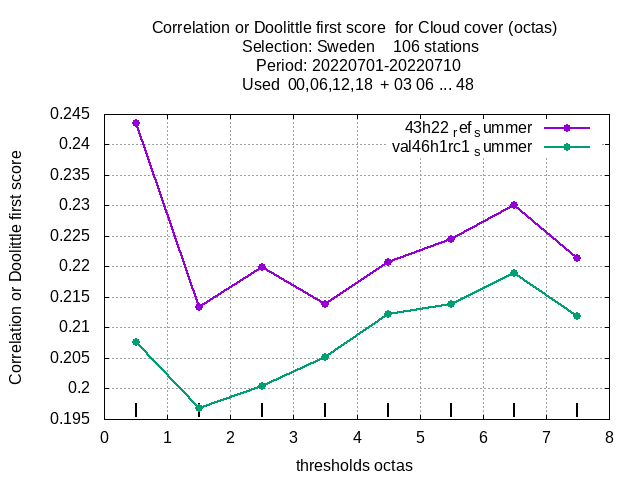 Correlation or Doolittle first score  for Cloud cover (octas)
Selection: Sweden    106 stations
Period: 20220701-20220710
Used  00,06,12,18  + 03 06 ... 48
43h22 ref summer
val46h1rc1 summer
Correlation or Doolittle first score
0.245
0.24
0.235
0.23
0.225
0.22
0.215
0.21
0.205
0.2
0.195
0 1 2 3 4 5 6 7 8
thresholds octas